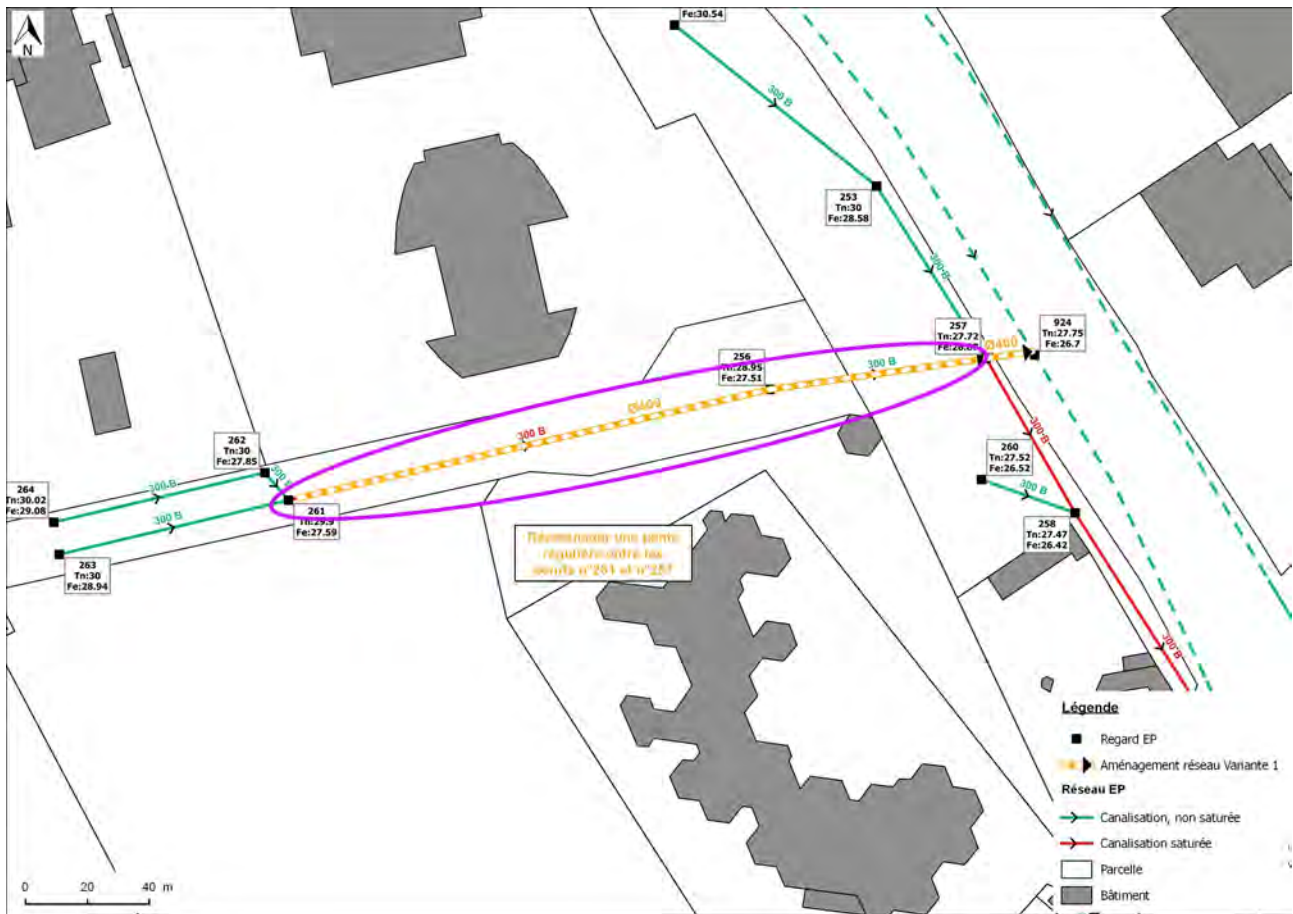 N
Fe:30.54
300 B
253
Tn:30
Fe:28.58
300 B
257
Tn:27.72
924
Tn:27.75
Fe:26.7
256
Tn:28.95
Fe:27.51
300 B
300 B
262
Tn:30
Fe:27.85
300 B
264
Tn:30.02
Fe:29.08
300 B
300 B
261
Tn:29.9
Fe:27.59
263
Tn:30
Fe:28.94
260
Tn:27.52
Fe:26.52
300 B
300 B
258
Tn:27.47
Fe:26.42
300 B
entre les
0 20 40 m
Légende
Regard EP
Aménagement réseau Variante 1
Réseau EP
Canalisation, non saturée
Canalisation saturée
Parcelle
Bâtiment